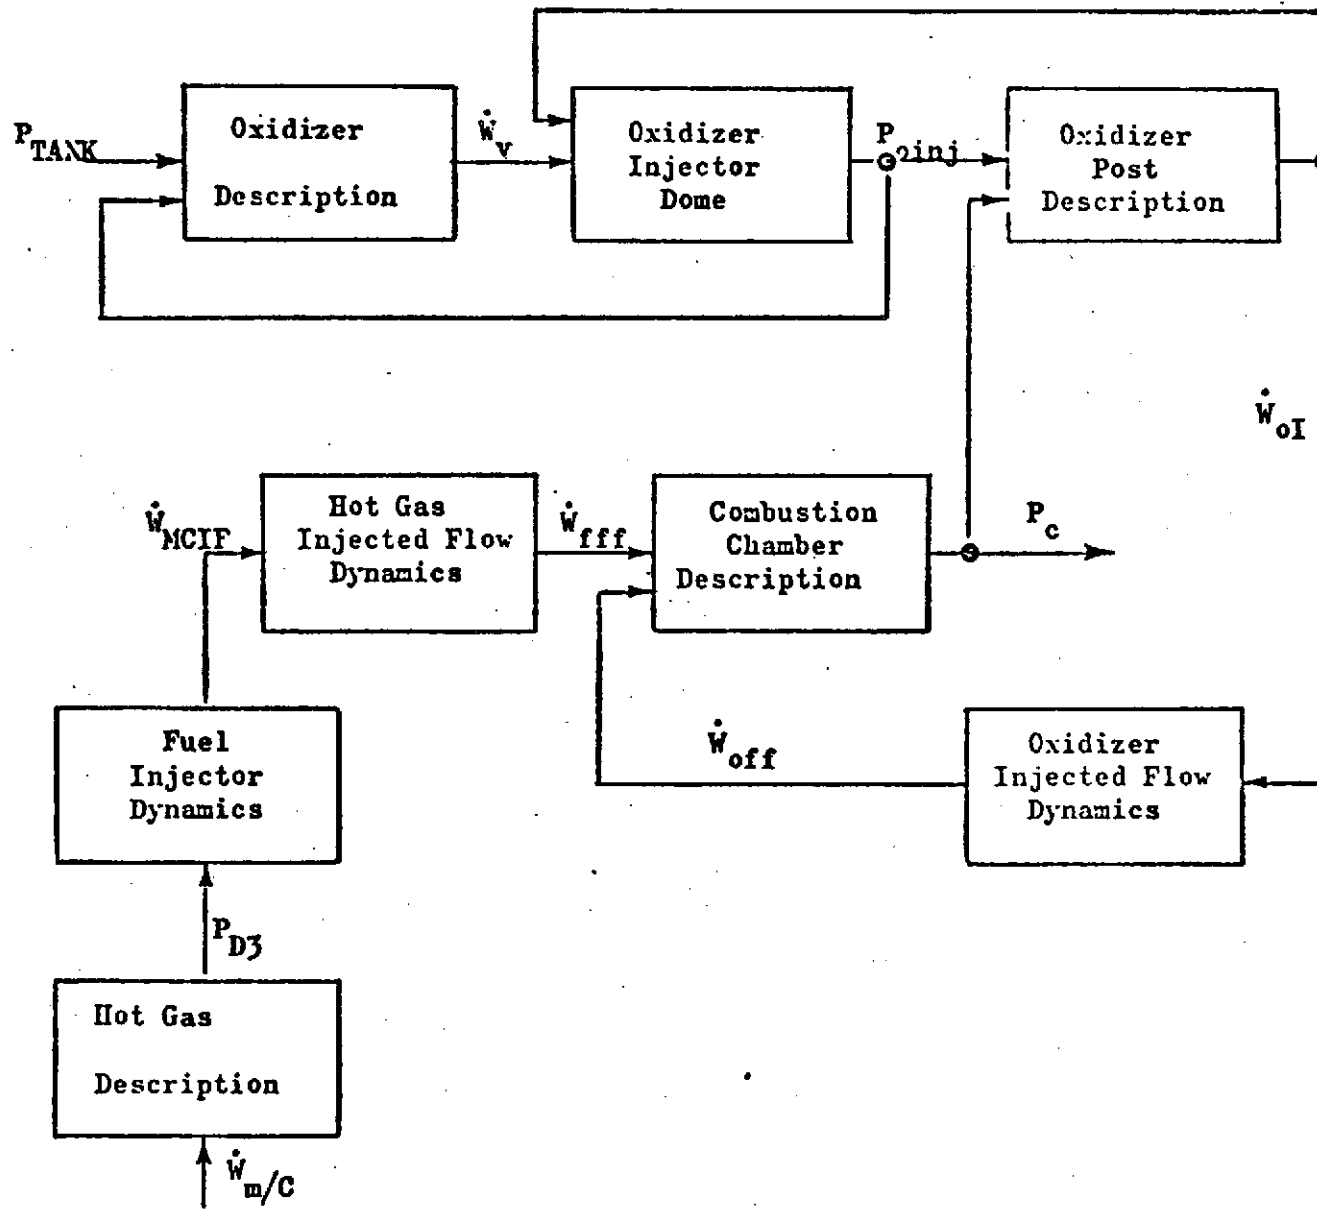 P_TANK
Oxidizer
Description
Ẇ_v
Oxidizer
Injector
Dome
P_oinj
Oxidizer
Post
Description
Ẇ_oI
Ẇ_MCIF
Hot Gas
Injected Flow
Dynamics
Ẇ_fff
Combustion
Chamber
Description
P_c
Fuel
Injector
Dynamics
Ẇ_off
Oxidizer
Injected Flow
Dynamics
P_D3
Hot Gas
Description
Ẇ_m/C